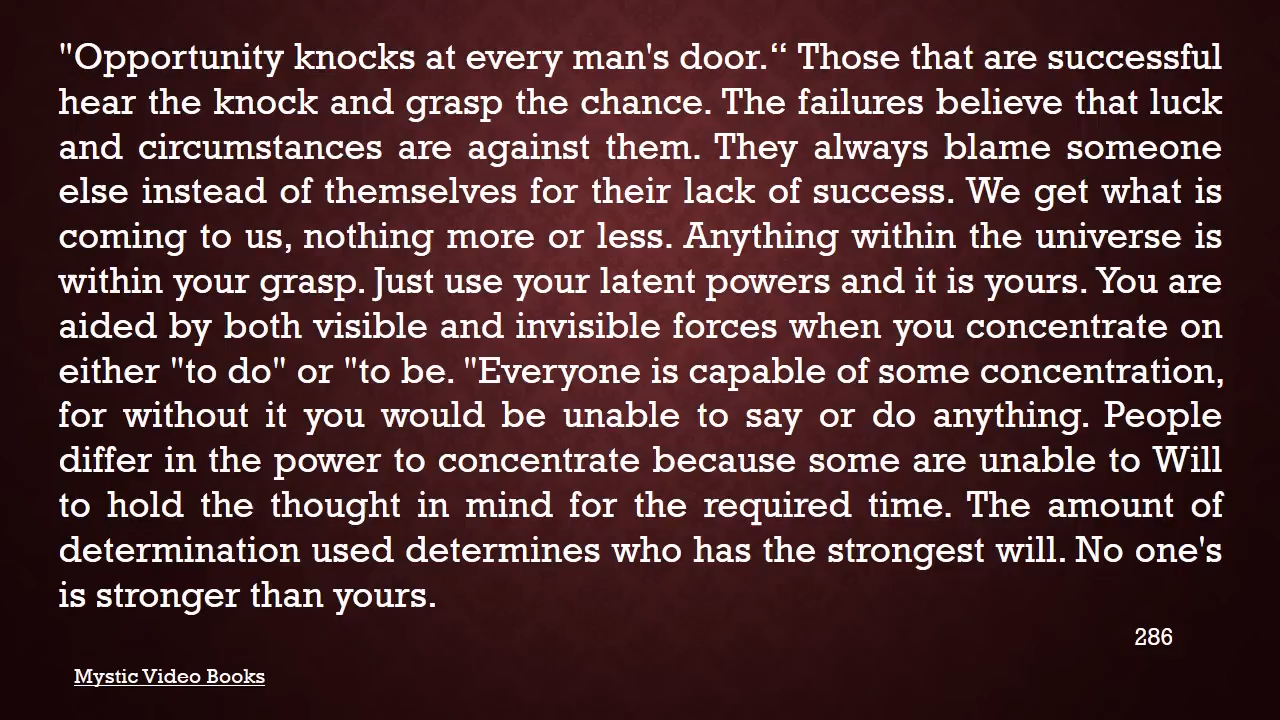 "Opportunity knocks at every man's door.“ Those that are successful
hear the knock and grasp the chance. The failures believe that luck
and circumstances are against them. They always blame someone
else instead of themselves for their lack of success. We get what is
coming to us, nothing more or less. Anything within the universe is
within your grasp. Just use your latent powers and it is yours. You are
aided by both visible and invisible forces when you concentrate on
either "to do" or "to be. "Everyone is capable of some concentration,
for without it you would be unable to say or do anything. People
differ in the power to concentrate because some are unable to Will
to hold the thought in mind for the required time. The amount of
determination used determines who has the strongest will. No one's
is stronger than yours.
286
Mystic Video Books